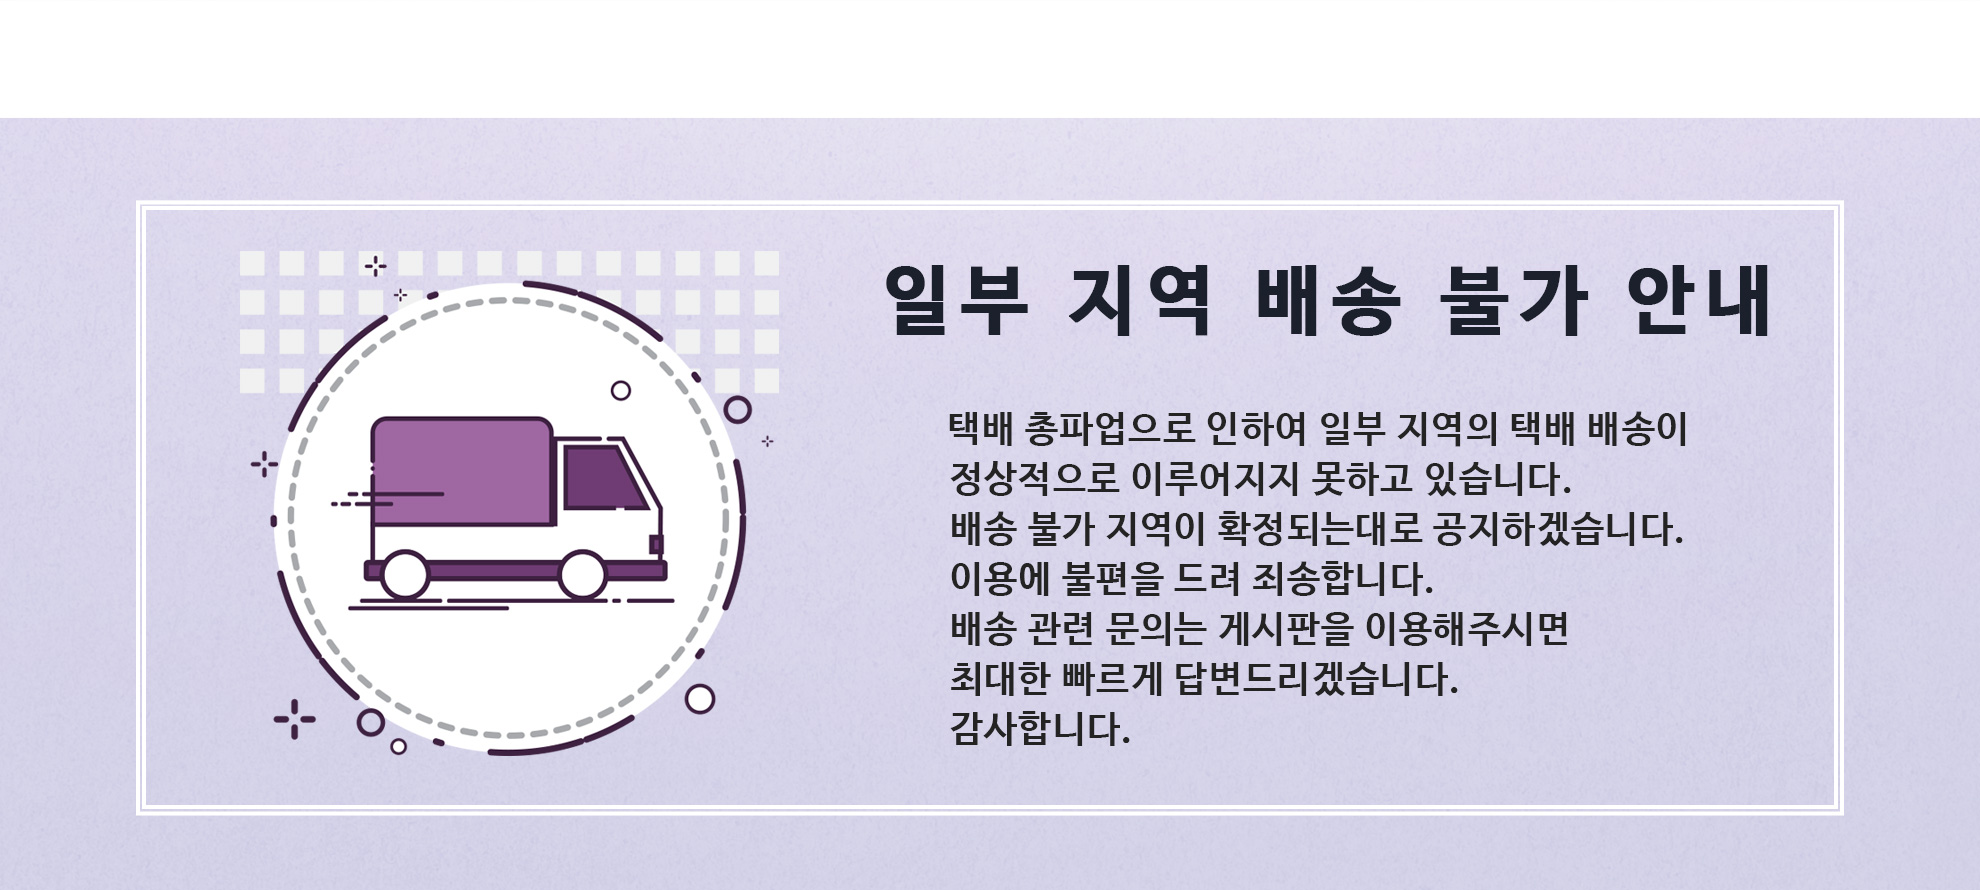 일부 지역 배송 불가 안내
택배 총파업으로 인하여 일부 지역의 택배 배송이
정상적으로 이루어지지 못하고 있습니다.
배송 불가 지역이 확정되는대로 공지하겠습니다.
이용에 불편을 드려 죄송합니다.
배송 관련 문의는 게시판을 이용해주시면
최대한 빠르게 답변드리겠습니다.
감사합니다.